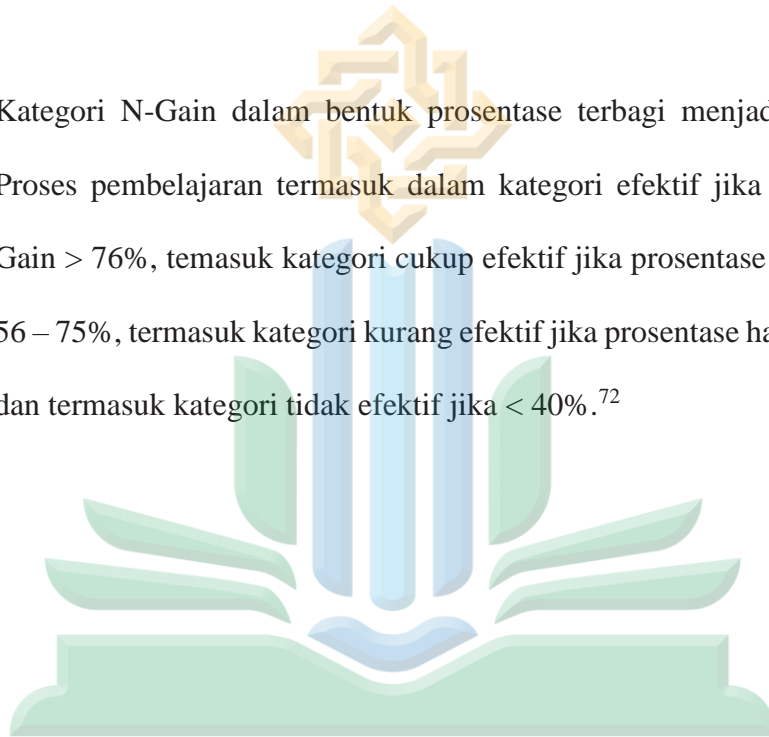 Kategori N-Gain dalam bentuk prosentase terbagi menjad
Proses pembelajaran termasuk dalam kategori efektif jika
Gain > 76%, temasuk kategori cukup efektif jika prosentase
56 – 75%, termasuk kategori kurang efektif jika prosentase ha
dan termasuk kategori tidak efektif jika < 40%.72